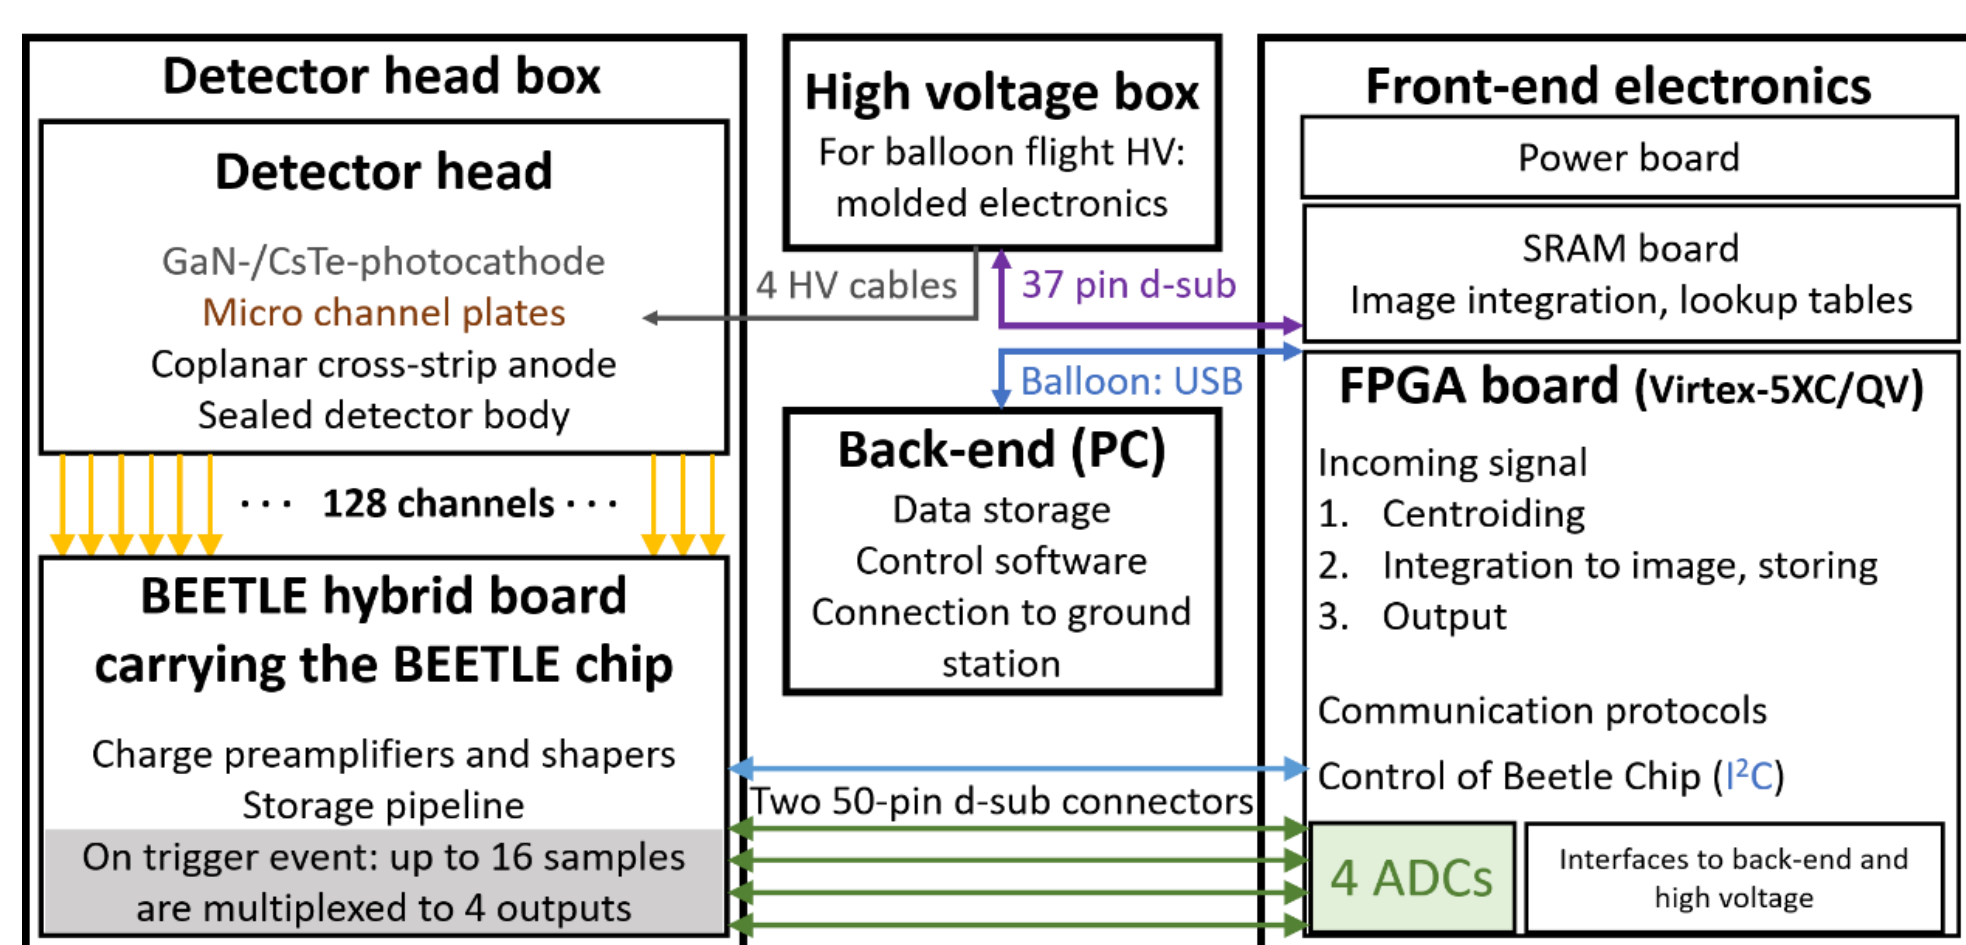 Detector head box
Detector head
GaN-/CsTe-photocathode
Micro channel plates
Coplanar cross-strip anode
Sealed detector body
··· 128 channels ···
BEETLE hybrid board
carrying the BEETLE chip
Charge preamplifiers and shapers
Storage pipeline
On trigger event: up to 16 samples
are multiplexed to 4 outputs
High voltage box
For balloon flight HV:
molded electronics
4 HV cables
37 pin d-sub
Balloon: USB
Back-end (PC)
Data storage
Control software
Connection to ground
station
Two 50-pin d-sub connectors
Front-end electronics
Power board
SRAM board
Image integration, lookup tables
FPGA board (Virtex-5XC/QV)
Incoming signal
1. Centroiding
2. Integration to image, storing
3. Output
Communication protocols
Control of Beetle Chip (I²C)
4 ADCs
Interfaces to back-end and
high voltage